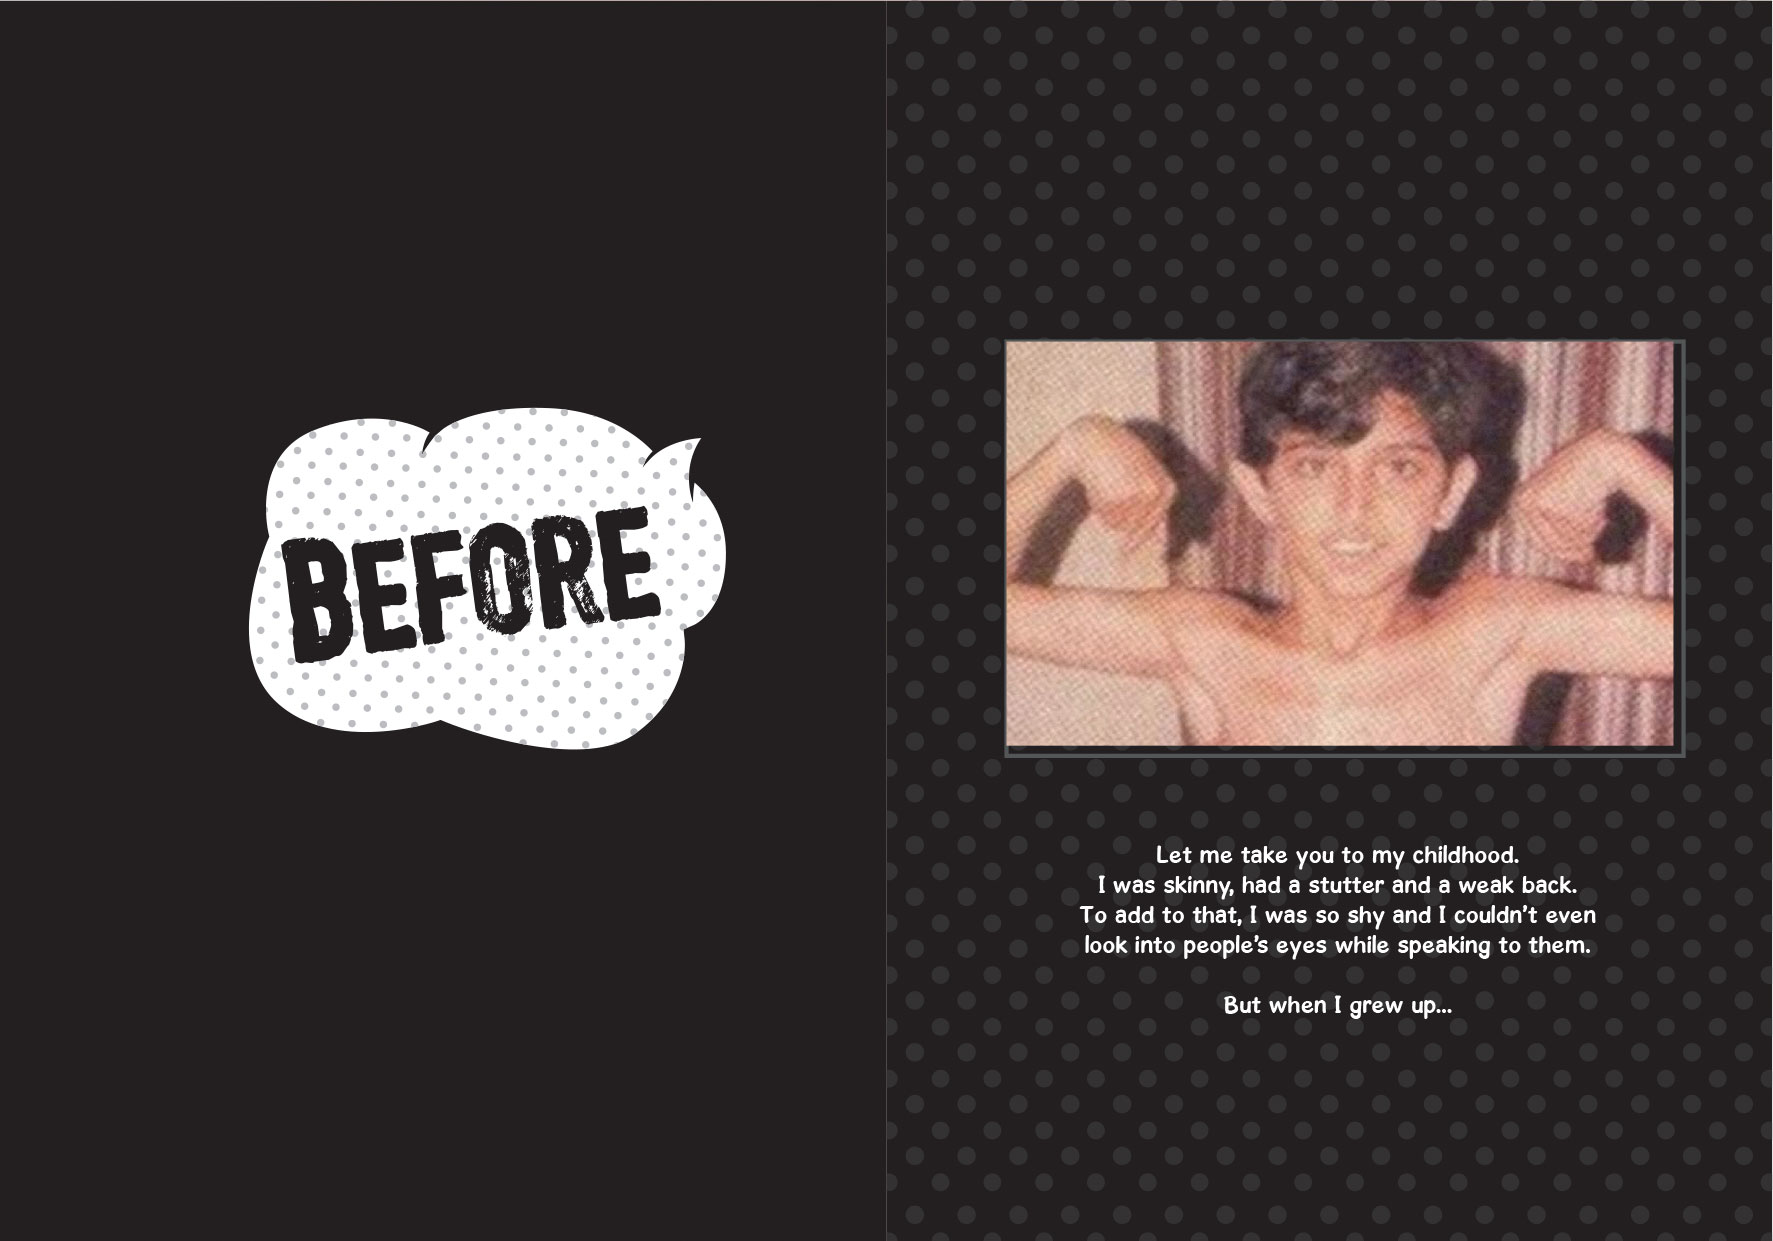 BEFORE
Let me take you to my childhood.
I was skinny, had a stutter and a weak back.
To add to that, I was so shy and I couldn't even
look into people's eyes while speaking to them.
But when I grew up...